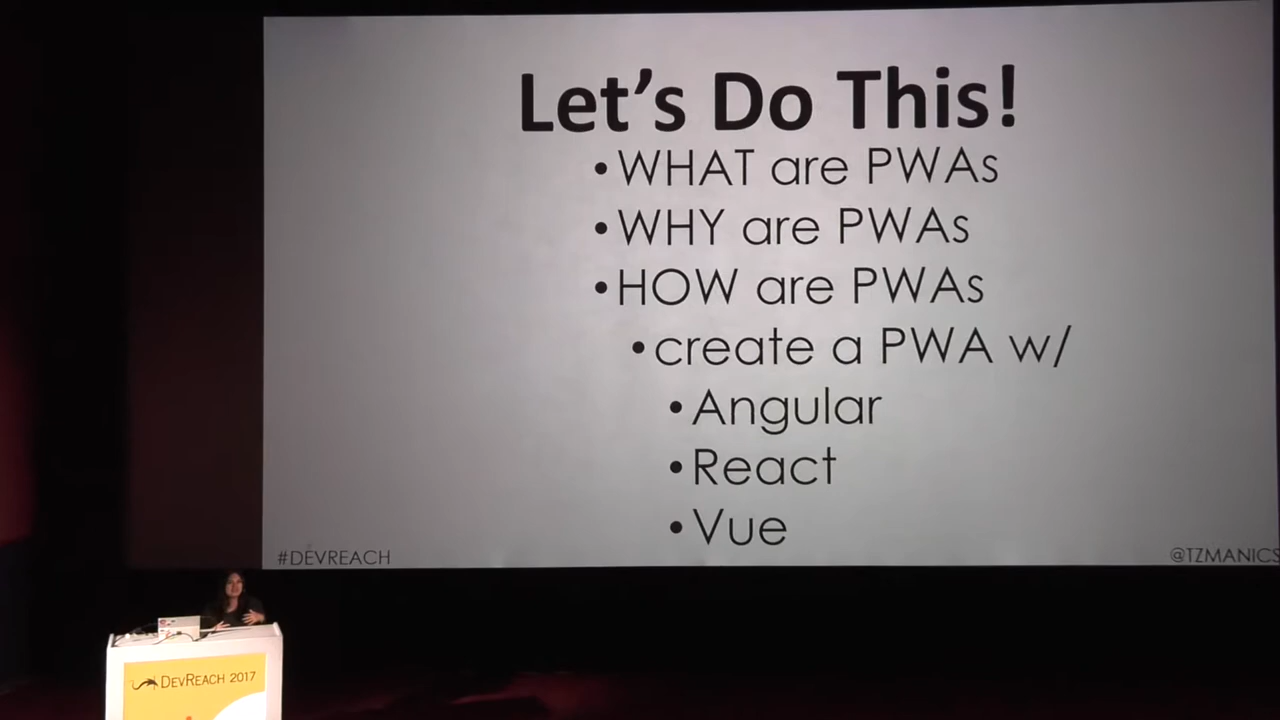 Let's Do This!
•WHAT are PWAs
•WHY are PWAs
•HOW are PWAs
•create a PWA w/
•Angular
•React
•Vue
#DEVREACH
@TZMANICS
DEVREACH 2017